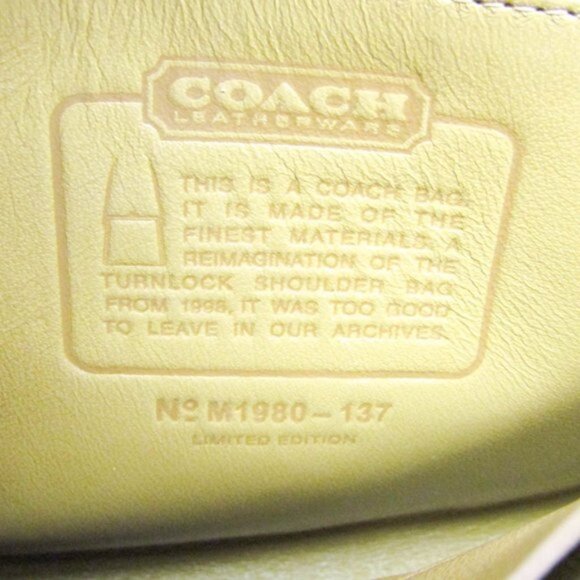 COACH
LEATHERWARE
THIS IS A COACH BAG.
IT IS MADE OF THE
FINEST MATERIALS. A
REIMAGINATION OF THE
TURNLOCK SHOULDER BAG
FROM 1998, IT WAS TOO GOOD
TO LEAVE IN OUR ARCHIVES.
Nº M1980-137
LIMITED EDITION